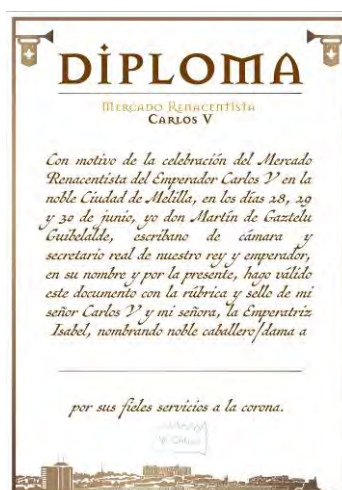 DIPLOMA
MERCADO RENACENTISTA
CARLOS V
Con motivo de la celebración del Mercado
Renacentista del Emperador Carlos V en la
noble Ciudad de Melilla, en los días 28, 29
y 30 de junio, yo don Martín de Gaztelu
Guibelalde, escribano de cámara y
secretario real de nuestro rey y emperador,
en su nombre y por la presente, hago válido
este documento con la rúbrica y sello de mi
señor Carlos V y mi señora, la Emperatriz
Isabel, nombrando noble caballero/dama a
por sus fieles servicios a la corona.